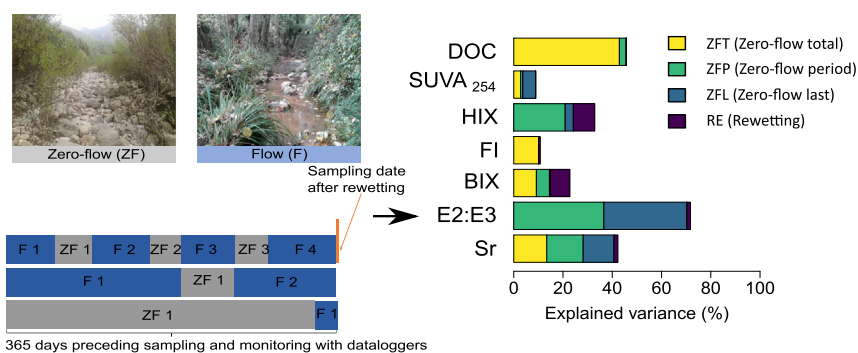 Zero-flow (ZF)
Flow (F)
Sampling date
after rewetting
F 1 ZF 1 F 2 ZF 2 F 3 ZF 3 F 4
F 1 ZF 1 F 2
ZF 1 F 1
365 days preceding sampling and monitoring with dataloggers
DOC
SUVA 254
HIX
FI
BIX
E2:E3
Sr
0 20 40 60 80 100
Explained variance (%)
ZFT (Zero-flow total)
ZFP (Zero-flow period)
ZFL (Zero-flow last)
RE (Rewetting)